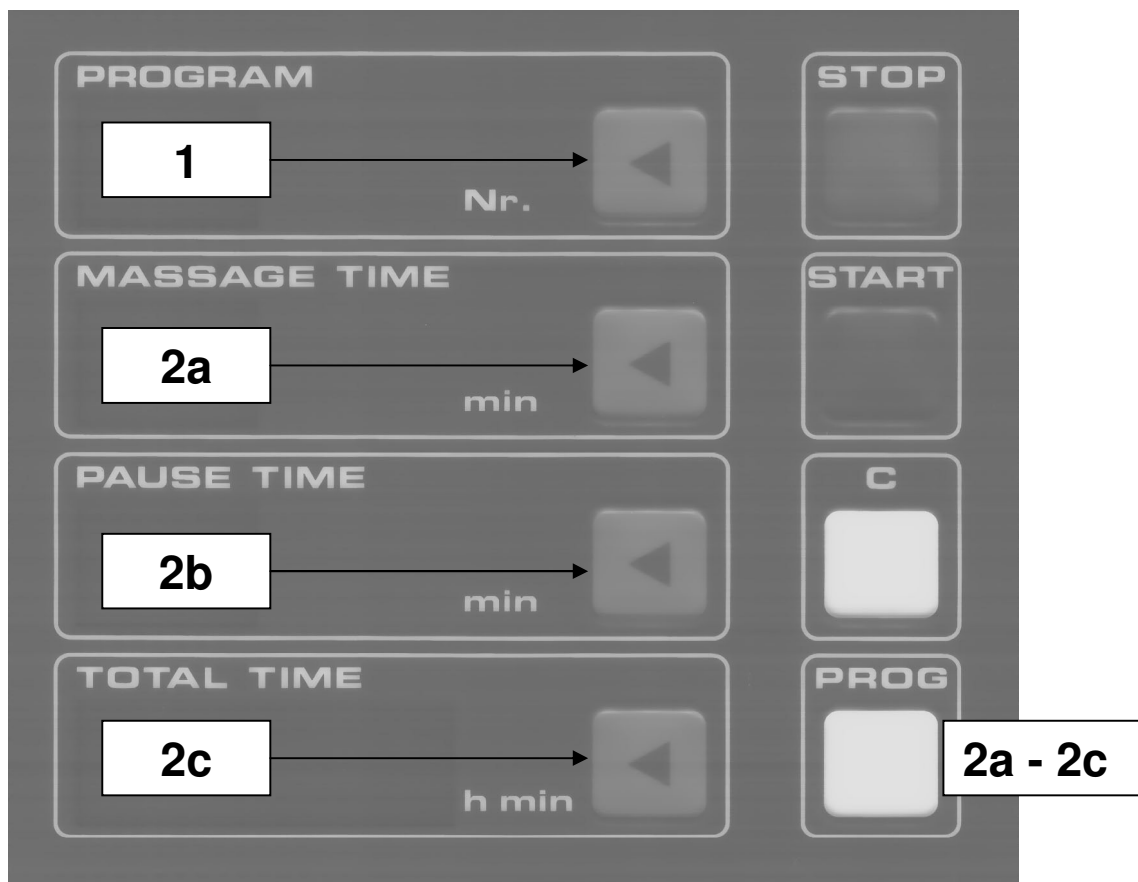 PROGRAM
1
Nr.
STOP
MASSAGE TIME
2a
min
START
PAUSE TIME
2b
min
C
TOTAL TIME
2c
h min
PROG
2a - 2c